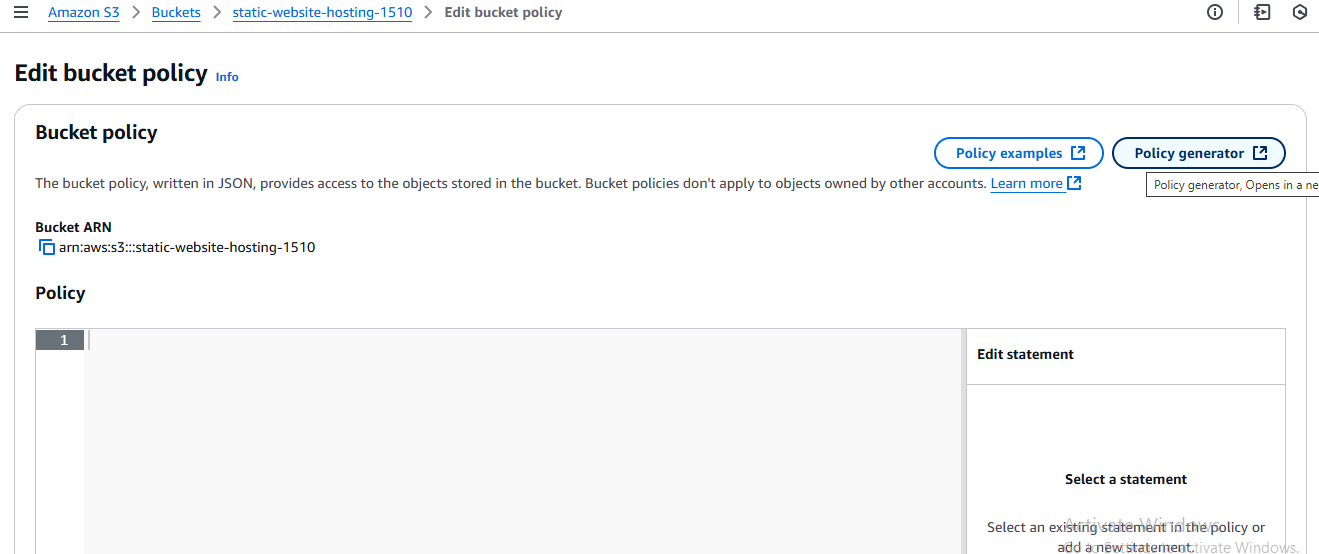 Amazon S3 > Buckets > static-website-hosting-1510 > Edit bucket policy
Edit bucket policy Info
Bucket policy
Policy examples
Policy generator
Policy generator, Opens in a ne
The bucket policy, written in JSON, provides access to the objects stored in the bucket. Bucket policies don't apply to objects owned by other accounts. Learn more
Bucket ARN
arn:aws:s3:::static-website-hosting-1510
Policy
1
Edit statement
Select a statement
Select an existing statement in the policy or
add a new statement.
Activate Windows
Go to Settings to activate Windows.